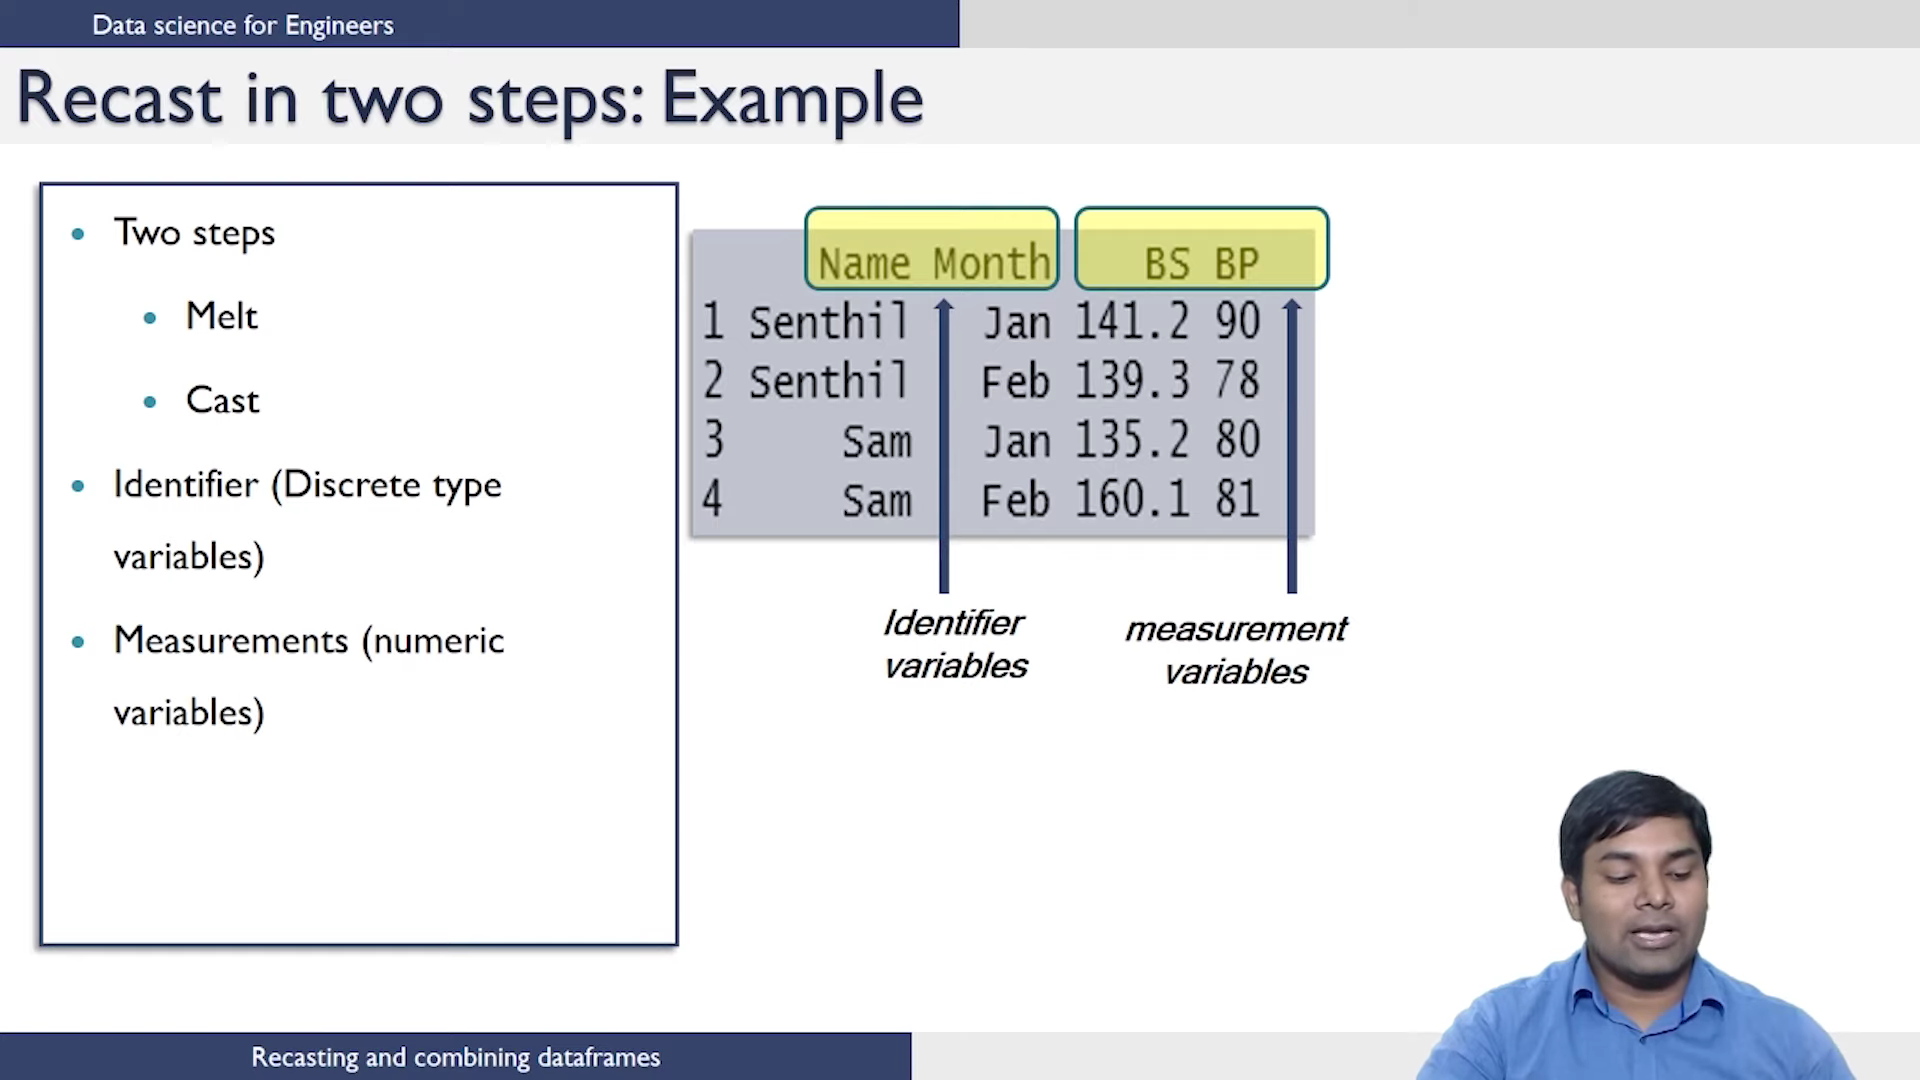 Data science for Engineers
Recast in two steps: Example
• Two steps
• Melt
• Cast
• Identifier (Discrete type
variables)
• Measurements (numeric
variables)
Name Month BS BP
1 Senthil Jan 141.2 90
2 Senthil Feb 139.3 78
3 Sam Jan 135.2 80
4 Sam Feb 160.1 81
Identifier
variables
measurement
variables
Recasting and combining dataframes